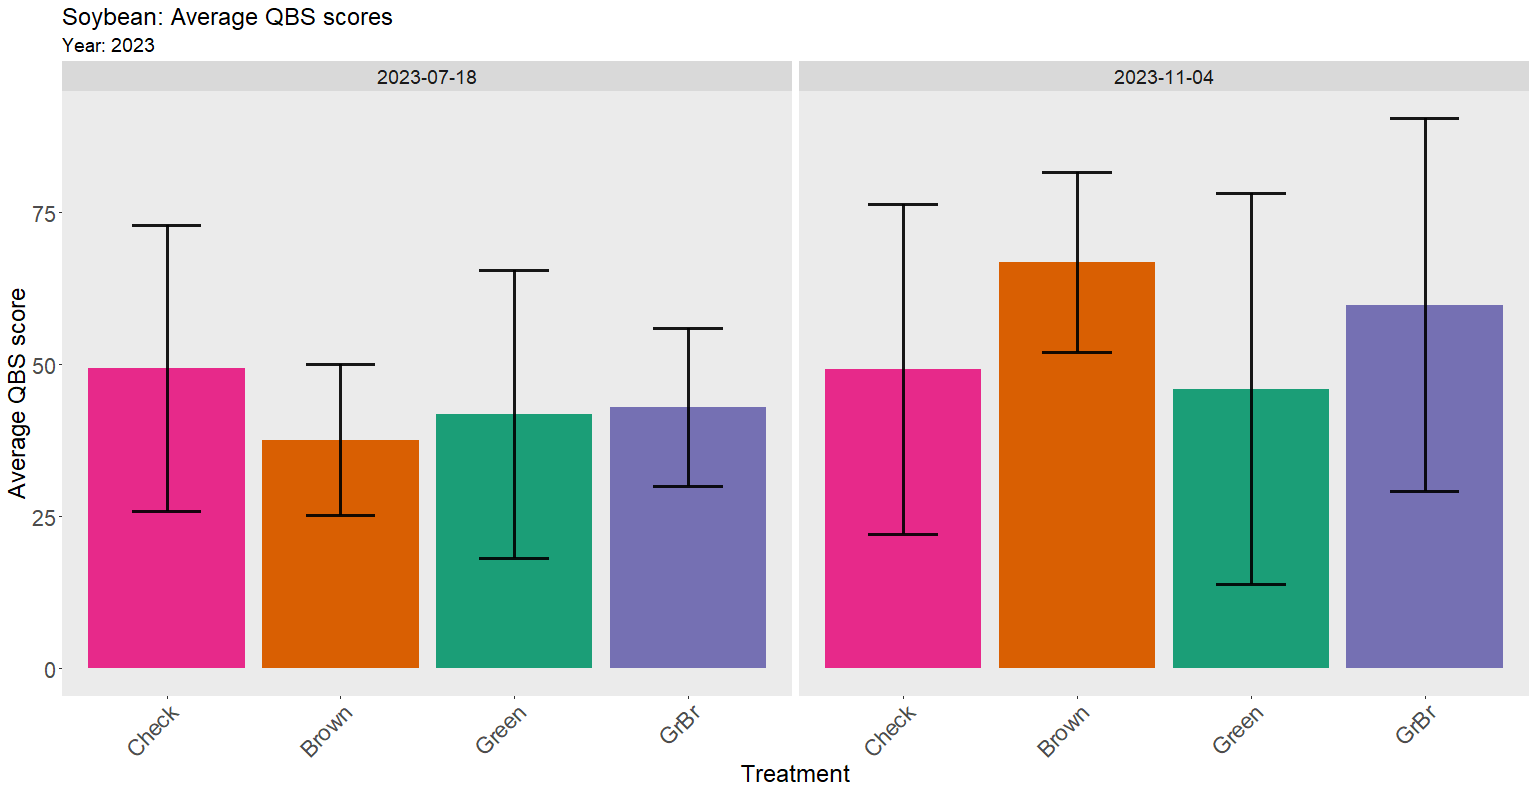 Soybean: Average QBS scores
Year: 2023
2023-07-18
2023-11-04
Average QBS score
75
50
25
0
Check
Brown
Green
GrBr
Check
Brown
Green
GrBr
Treatment